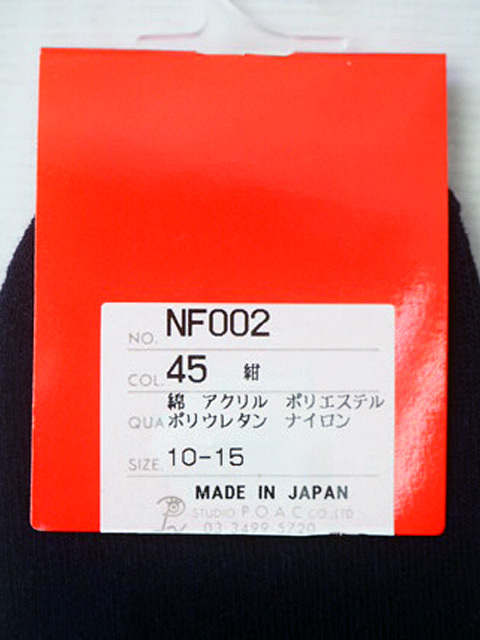 NO. NF002
COL. 45 紺
綿 アクリル ポリエステル
QUA. ポリウレタン ナイロン
SIZE. 10-15
MADE IN JAPAN
STUDIO P.O.A.C CO.,LTD
03-3499-5720